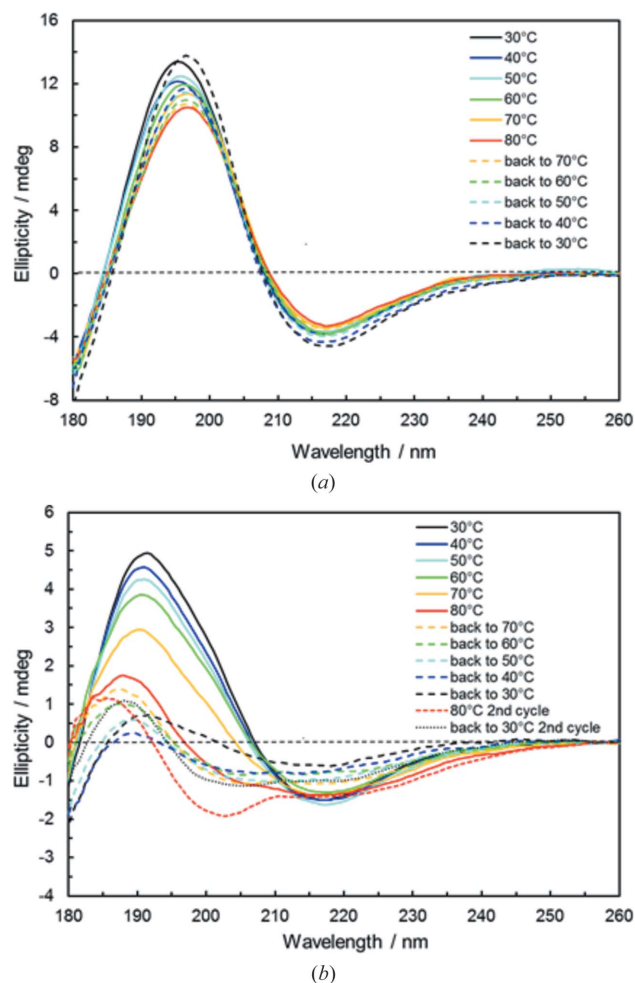 16
12
8
4
0
-4
-8
Ellipticity / mdeg
30°C
40°C
50°C
60°C
70°C
80°C
back to 70°C
back to 60°C
back to 50°C
back to 40°C
back to 30°C
180 190 200 210 220 230 240 250 260
Wavelength / nm
(a)
6
5
4
3
2
1
0
-1
-2
-3
-4
Ellipticity / mdeg
30°C
40°C
50°C
60°C
70°C
80°C
back to 70°C
back to 60°C
back to 50°C
back to 40°C
back to 30°C
80°C 2nd cycle
back to 30°C 2nd cycle
180 190 200 210 220 230 240 250 260
Wavelength / nm
(b)